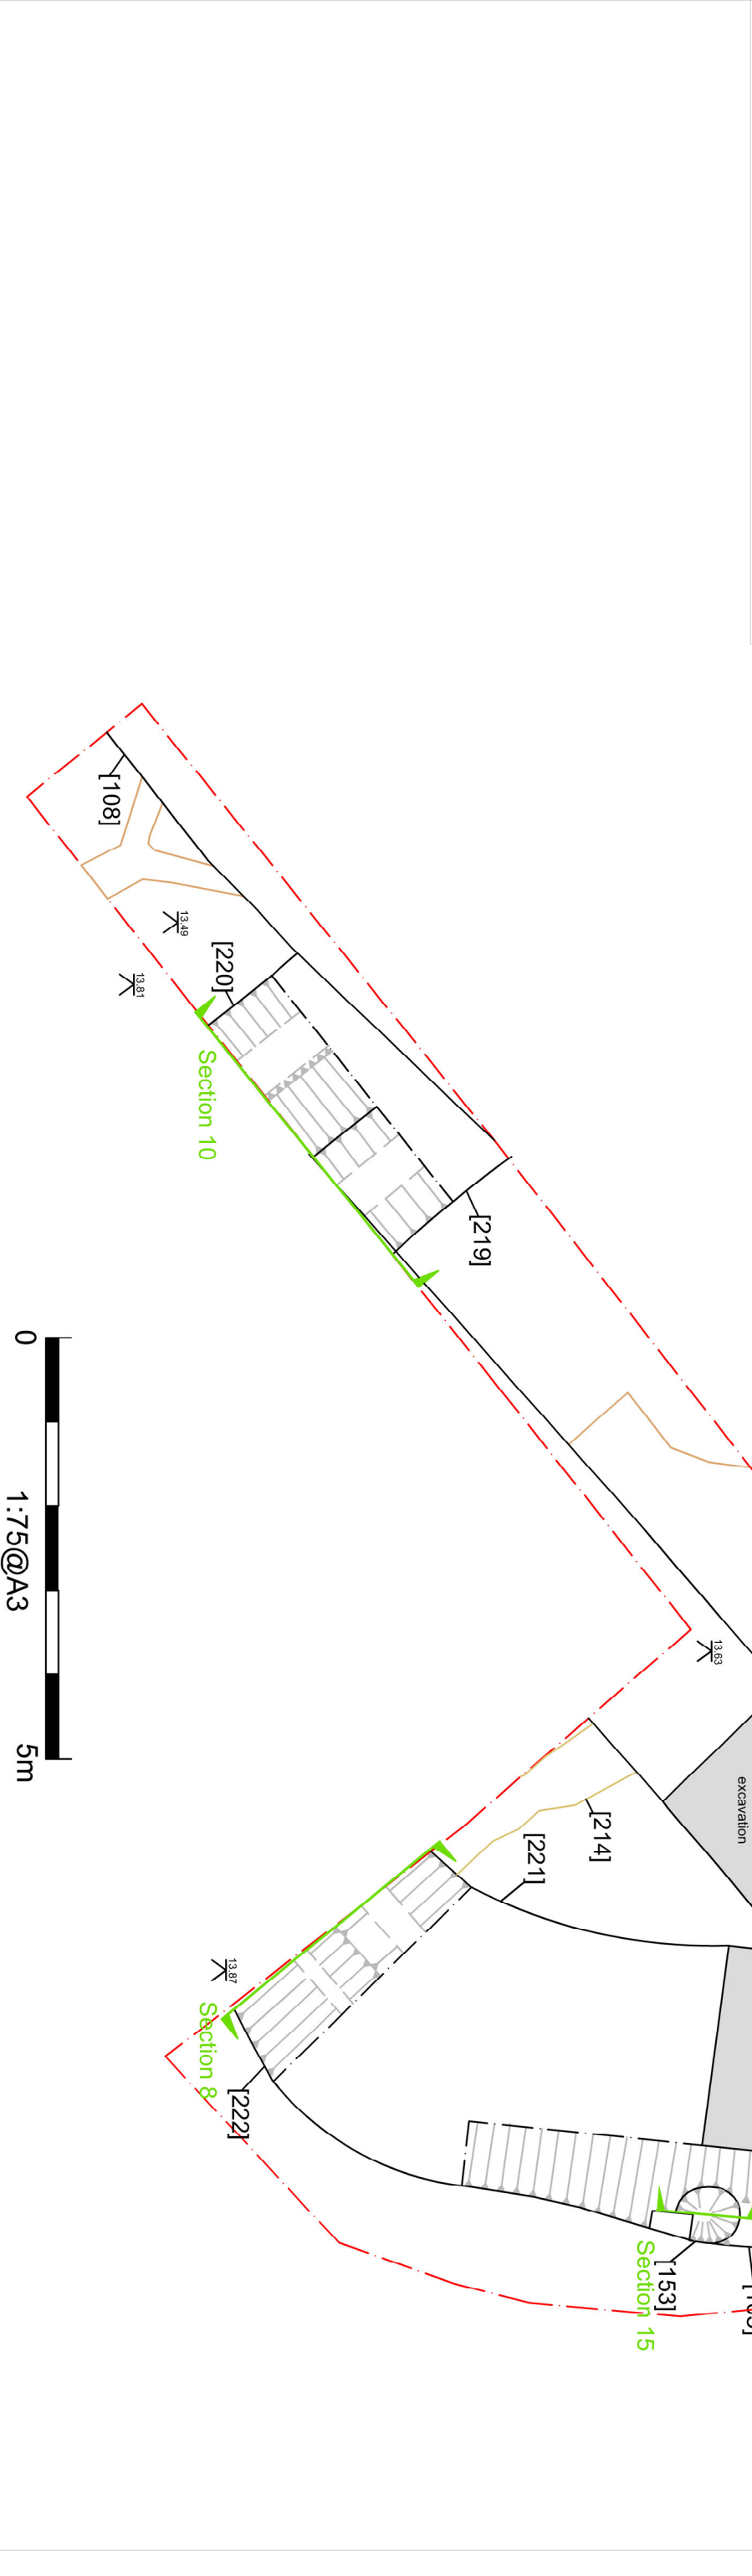 [108]
13.49
13.81
[220]
Section 10
[219]
0
1:75@A3
5m
13.63
excavation
[214]
[221]
13.87
Section 8
[222]
[153]
Section 15